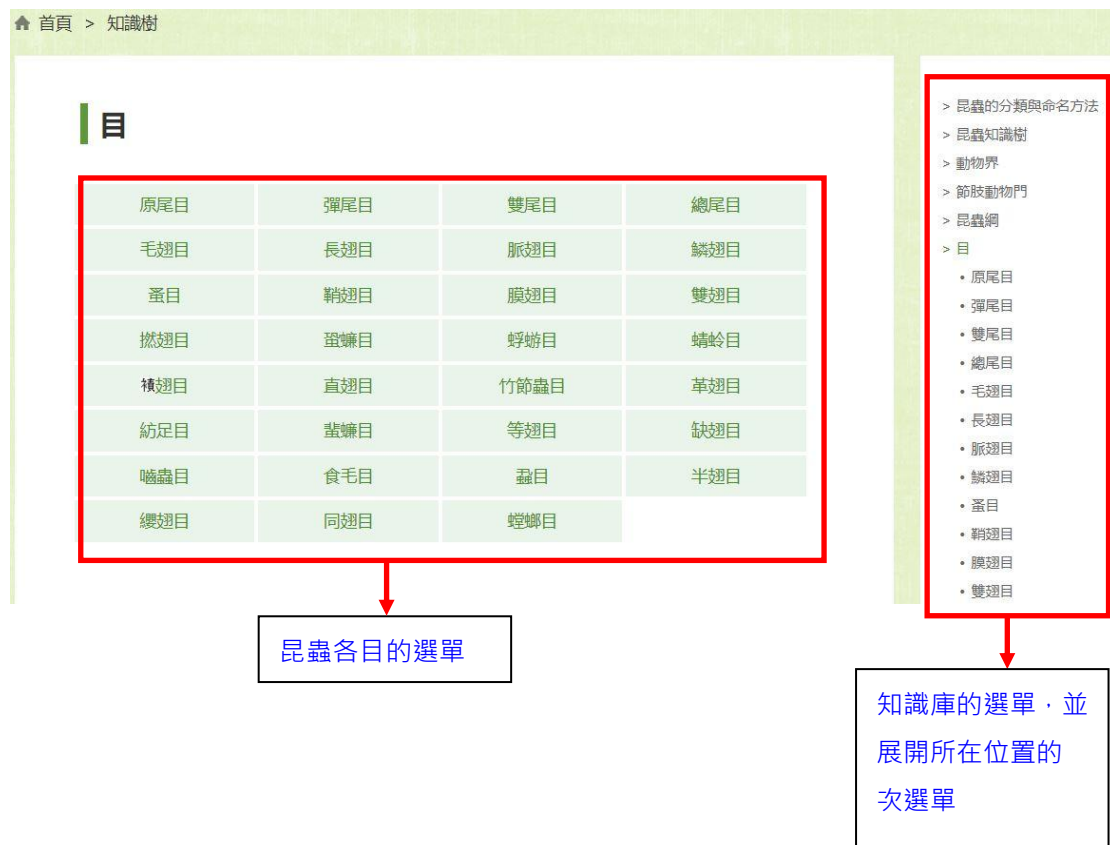 首頁 > 知識樹
目
原尾目 彈尾目 雙尾目 總尾目
毛翅目 長翅目 脈翅目 鱗翅目
蚤目 鞘翅目 膜翅目 雙翅目
撚翅目 蛩蠊目 蜉蝣目 蜻蛉目
襀翅目 直翅目 竹節蟲目 革翅目
紡足目 蜚蠊目 等翅目 缺翅目
嚙蟲目 食毛目 蝨目 半翅目
纓翅目 同翅目 螳螂目
昆蟲各目的選單
> 昆蟲的分類與命名方法
> 昆蟲知識樹
> 動物界
> 節肢動物門
> 昆蟲綱
> 目
• 原尾目
• 彈尾目
• 雙尾目
• 總尾目
• 毛翅目
• 長翅目
• 脈翅目
• 鱗翅目
• 蚤目
• 鞘翅目
• 膜翅目
• 雙翅目
知識庫的選單，並
展開所在位置的
次選單